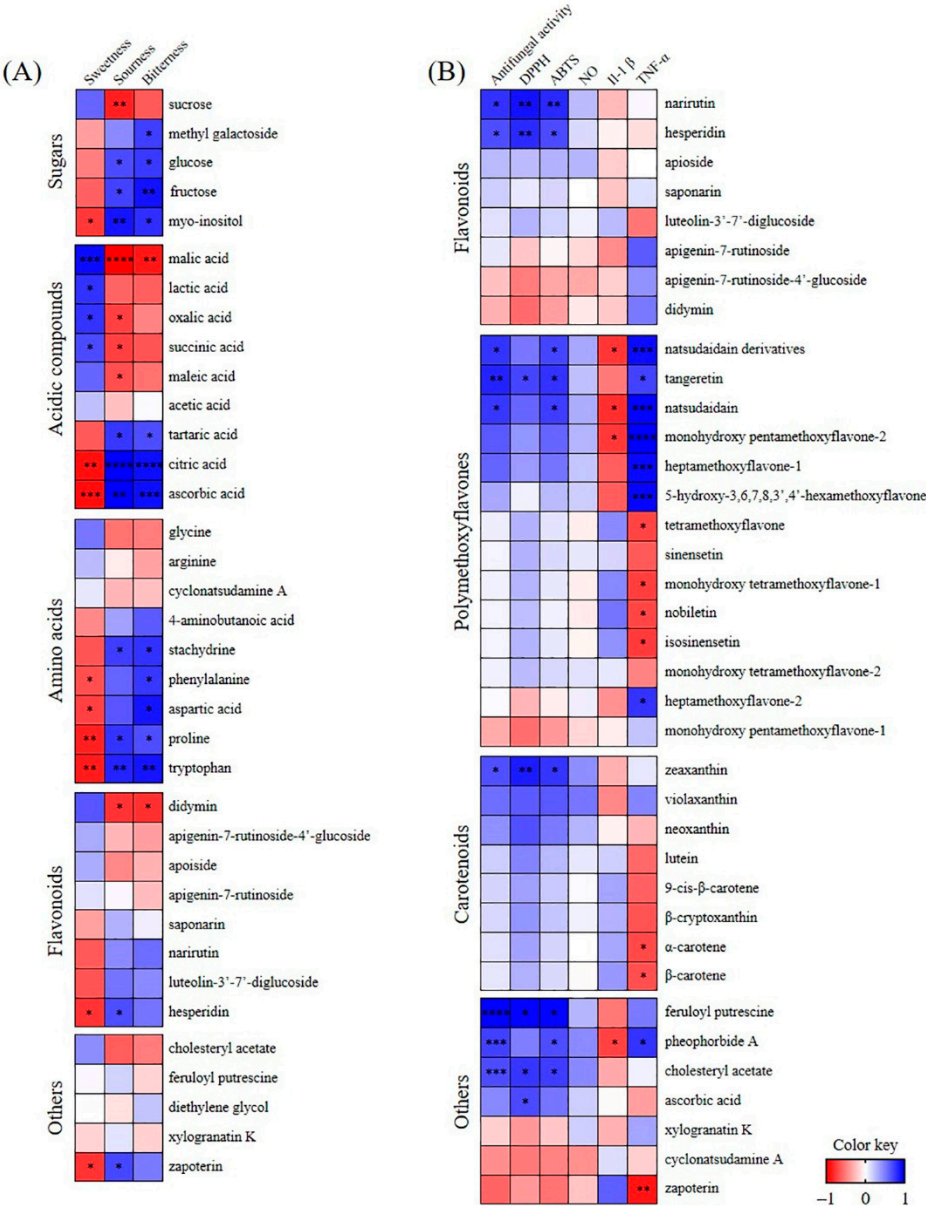 (A)
Sweetness
Sourness
Bitterness
Sugars
** sucrose
* methyl galactoside
* * glucose
* ** fructose
* ** * myo-inositol
Acidic compounds
*** **** ** malic acid
* lactic acid
* * oxalic acid
* * succinic acid
* maleic acid
acetic acid
* * tartaric acid
** **** **** citric acid
*** ** *** ascorbic acid
Amino acids
glycine
arginine
cyclonatsudamine A
4-aminobutanoic acid
* * stachydrine
* * phenylalanine
* * aspartic acid
** * * proline
** ** ** tryptophan
Flavonoids
* * didymin
apigenin-7-rutinoside-4’-glucoside
apoiside
apigenin-7-rutinoside
saponarin
narirutin
luteolin-3’-7’-diglucoside
* * hesperidin
Others
cholesteryl acetate
feruloyl putrescine
diethylene glycol
xylogranatin K
* * zapoterin
(B)
Antifungal activity
DPPH
ABTS
NO
Il-1 β
TNF-α
Flavonoids
* ** ** narirutin
* ** * hesperidin
apioside
saponarin
luteolin-3’-7’-diglucoside
apigenin-7-rutinoside
apigenin-7-rutinoside-4’-glucoside
didymin
Polymethoxyflavones
* * * *** natsudaidain derivatives
** * * * tangeretin
* * * *** natsudaidain
* **** monohydroxy pentamethoxyflavone-2
*** heptamethoxyflavone-1
*** 5-hydroxy-3,6,7,8,3’,4’-hexamethoxyflavone
* tetramethoxyflavone
sinensetin
* monohydroxy tetramethoxyflavone-1
* nobiletin
* isosinensetin
monohydroxy tetramethoxyflavone-2
* heptamethoxyflavone-2
monohydroxy pentamethoxyflavone-1
Carotenoids
* ** * zeaxanthin
violaxanthin
neoxanthin
lutein
9-cis-β-carotene
β-cryptoxanthin
* α-carotene
* β-carotene
Others
**** * * feruloyl putrescine
*** * * * pheophorbide A
*** * * cholesteryl acetate
* ascorbic acid
xylogranatin K
cyclonatsudamine A
** zapoterin
Color key
−1 0 1